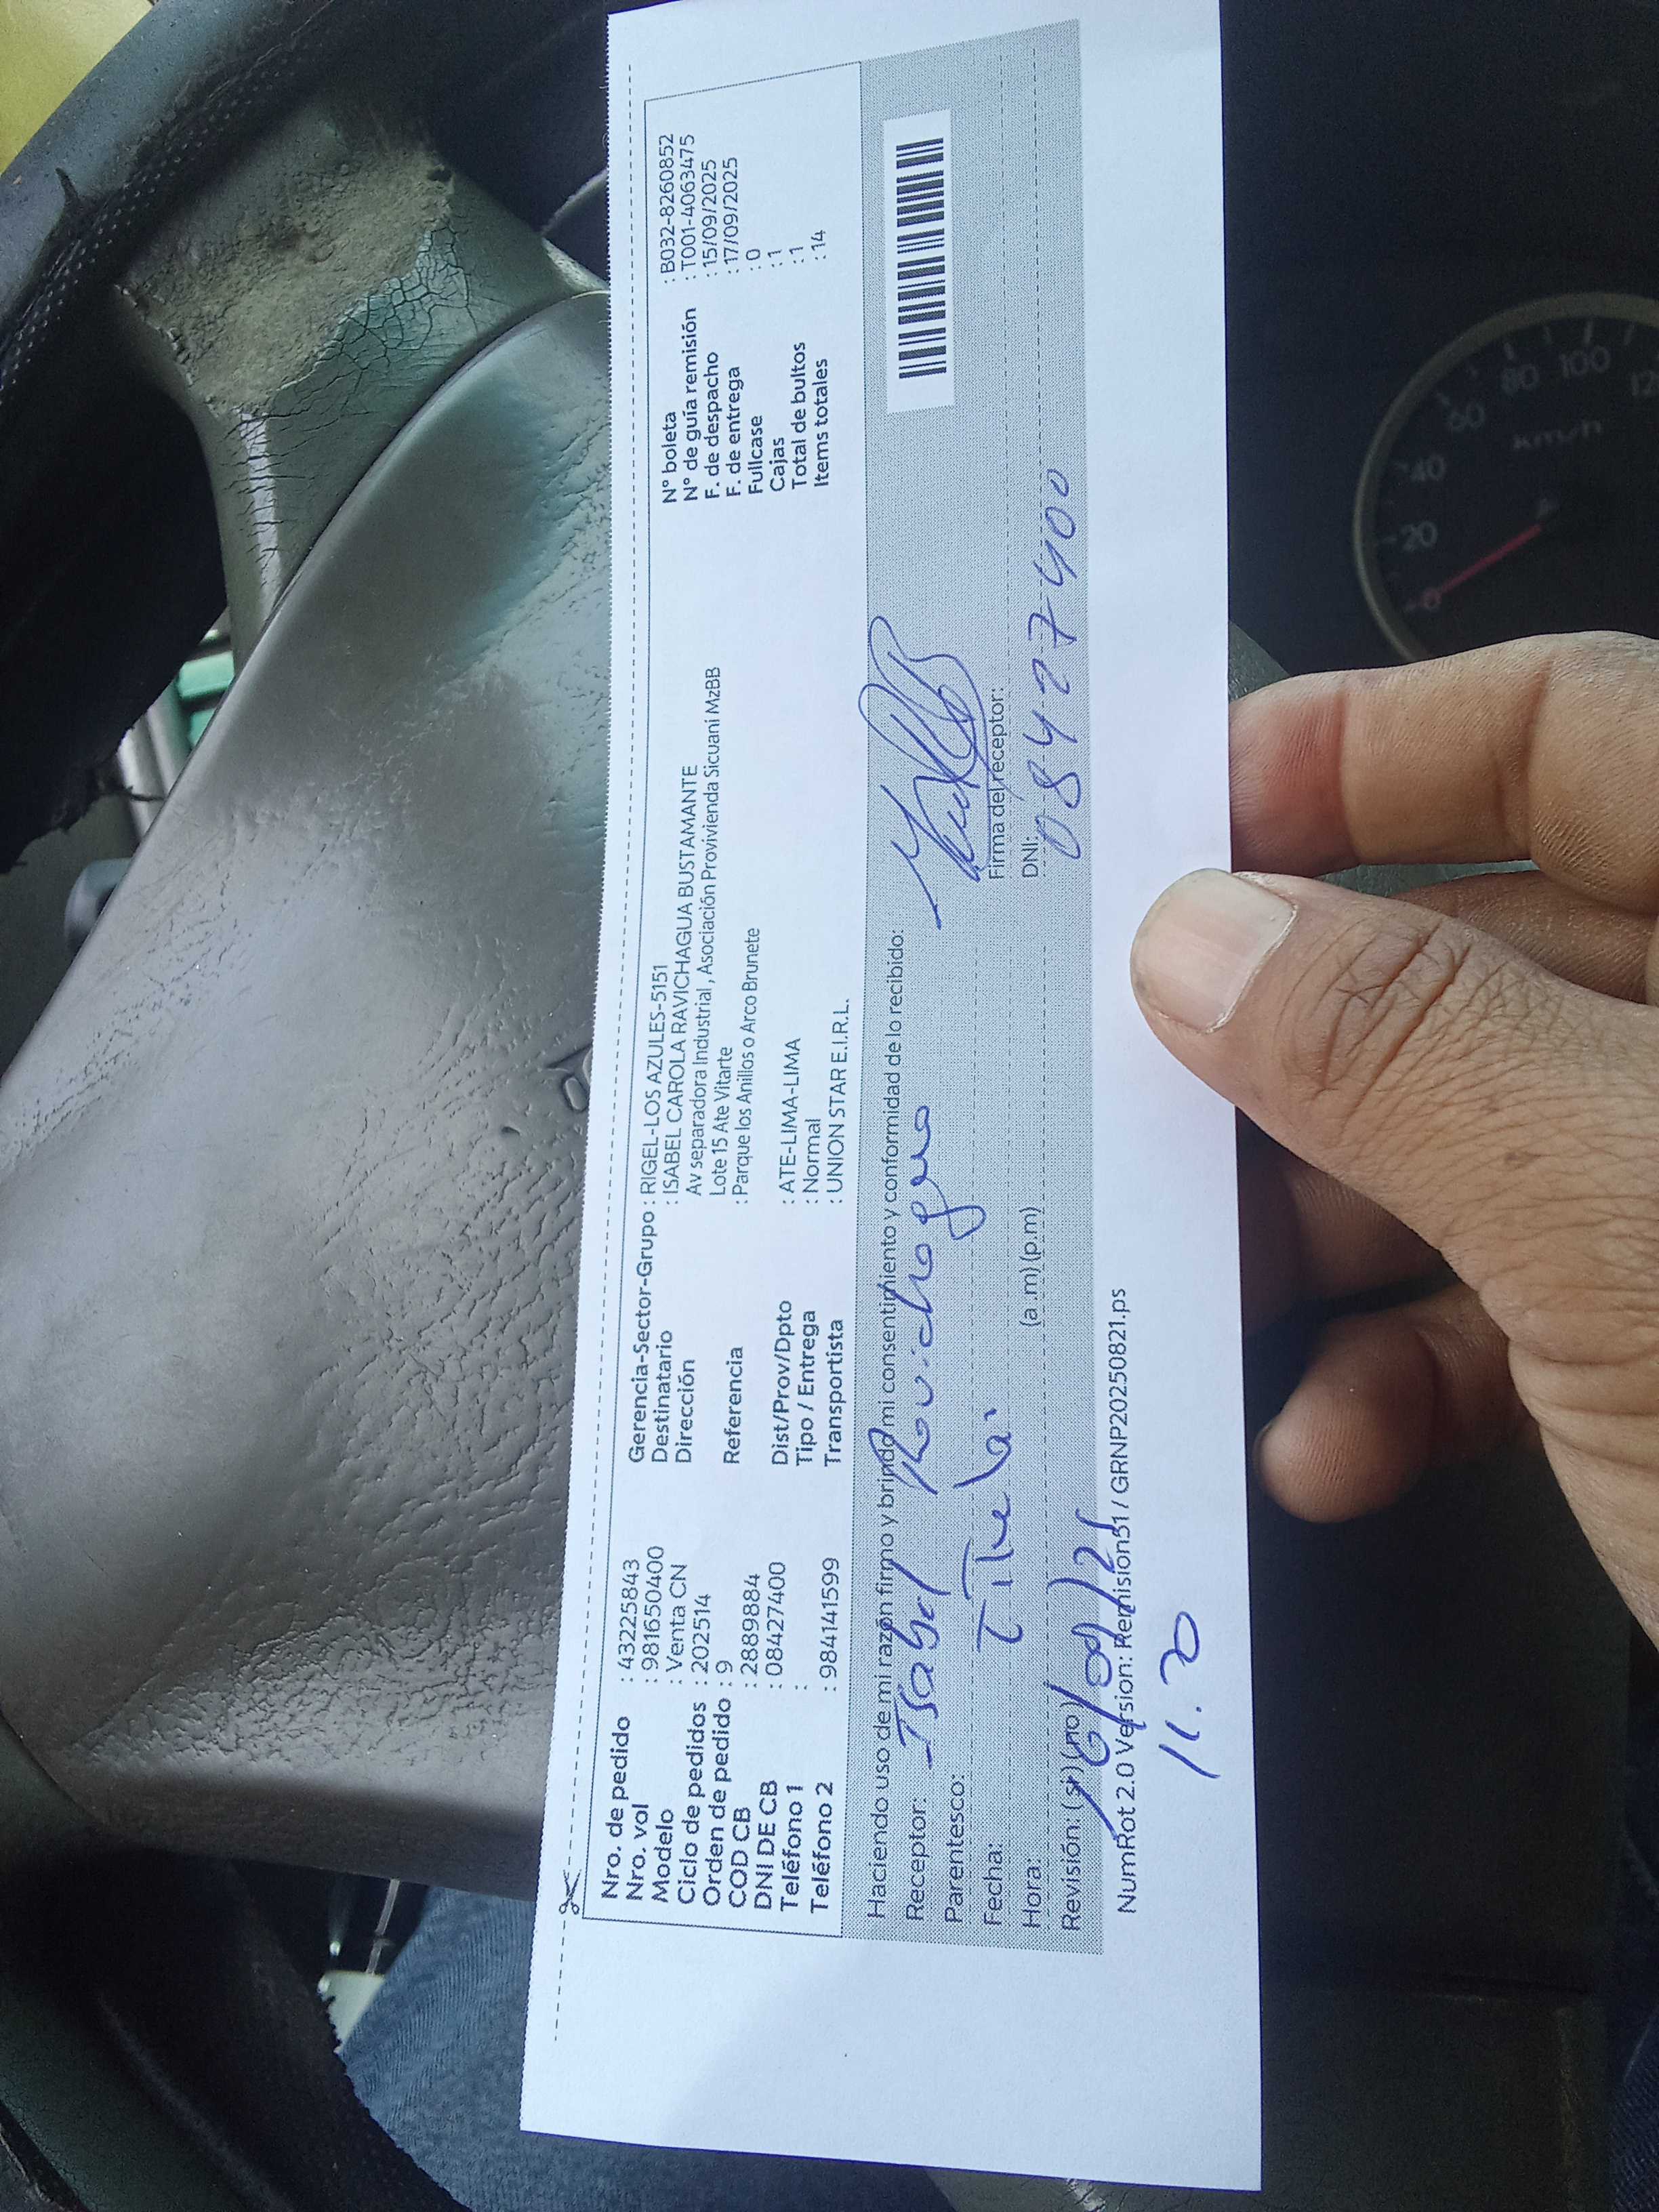 Nro. de pedido : 43225843
Nro. vol : 981650400
Modelo : Venta CN
Ciclo de pedidos : 202514
Orden de pedido : 9
COD CB : 2889884
DNI DE CB : 08427400
Teléfono 1 :
Teléfono 2 : 984141599
Gerencia-Sector-Grupo : RIGEL-LOS AZULES-5151
Destinatario : ISABEL CAROLA RAVICHAGUA BUSTAMANTE
Dirección Av separadora Industrial , Asociación Provivienda Sicuani MzBB
Lote 15 Ate Vitarte
Referencia : Parque los Anillos o Arco Brunete
Dist/Prov/Dpto : ATE-LIMA-LIMA
Tipo / Entrega : Normal
Transportista : UNION STAR E.I.R.L.
N° boleta : B032-8260852
N° de guía remisión : T001-4063475
F. de despacho : 15/09/2025
F. de entrega : 17/09/2025
Fullcase : 0
Cajas : 1
Total de bultos : 1
Items totales : 14
Haciendo uso de mi razón firmo y brindo mi consentimiento y conformidad de lo recibido:
Receptor: Isabel Ravichagua
Parentesco: Titular
Fecha:
Hora: (a .m) (p.m)
Revisión: (si) (no)
Firma del receptor:
DNI: 08427400
NumRot 2.0 Version: Remision31 / GRNP20250821.ps
11.20